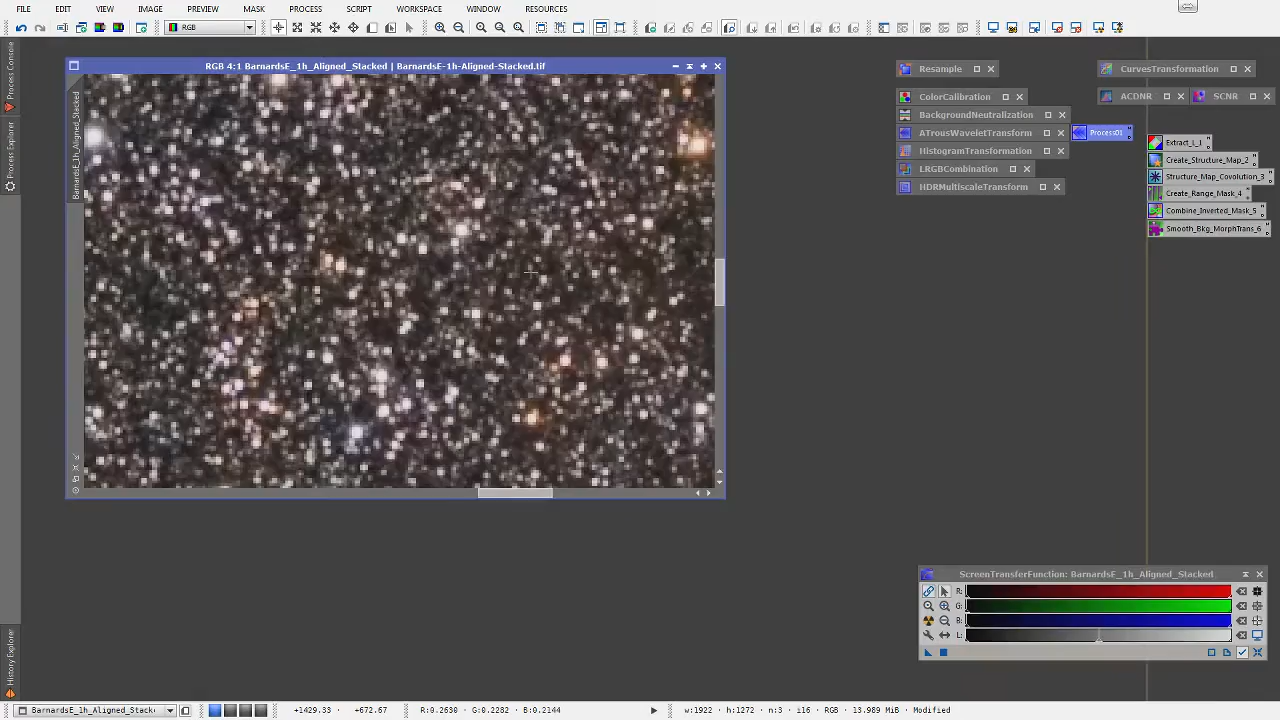 FILE EDIT VIEW IMAGE PREVIEW MASK PROCESS SCRIPT WORKSPACE WINDOW RESOURCES
RGB
RGB 4:1 BarnardsE_1h_Aligned_Stacked | BarnardsE-1h-Aligned-Stacked.tif
BarnardsE_1h_Aligned_Stacked
Process Console
Process Explorer
History Explorer
Resample
ColorCalibration
BackgroundNeutralization
ATrousWaveletTransform
Process01
HistogramTransformation
LRGBCombination
HDRMultiscaleTransform
CurvesTransformation
ACDNR
SCNR
Extract_L_1
Create_Structure_Map_2
Structure_Map_Covolution_3
Create_Range_Mask_4
Combine_Inverted_Mask_5
Smooth_Bkg_MorphTrans_6
ScreenTransferFunction: BarnardsE_1h_Aligned_Stacked
R:
G:
B:
L:
BarnardsE_1h_Aligned_Stack
+1429.33 +672.67 R:0.2630 G:0.2282 B:0.2144 w:1922 h:1272 n:3 i16 RGB 13.989 MiB Modified